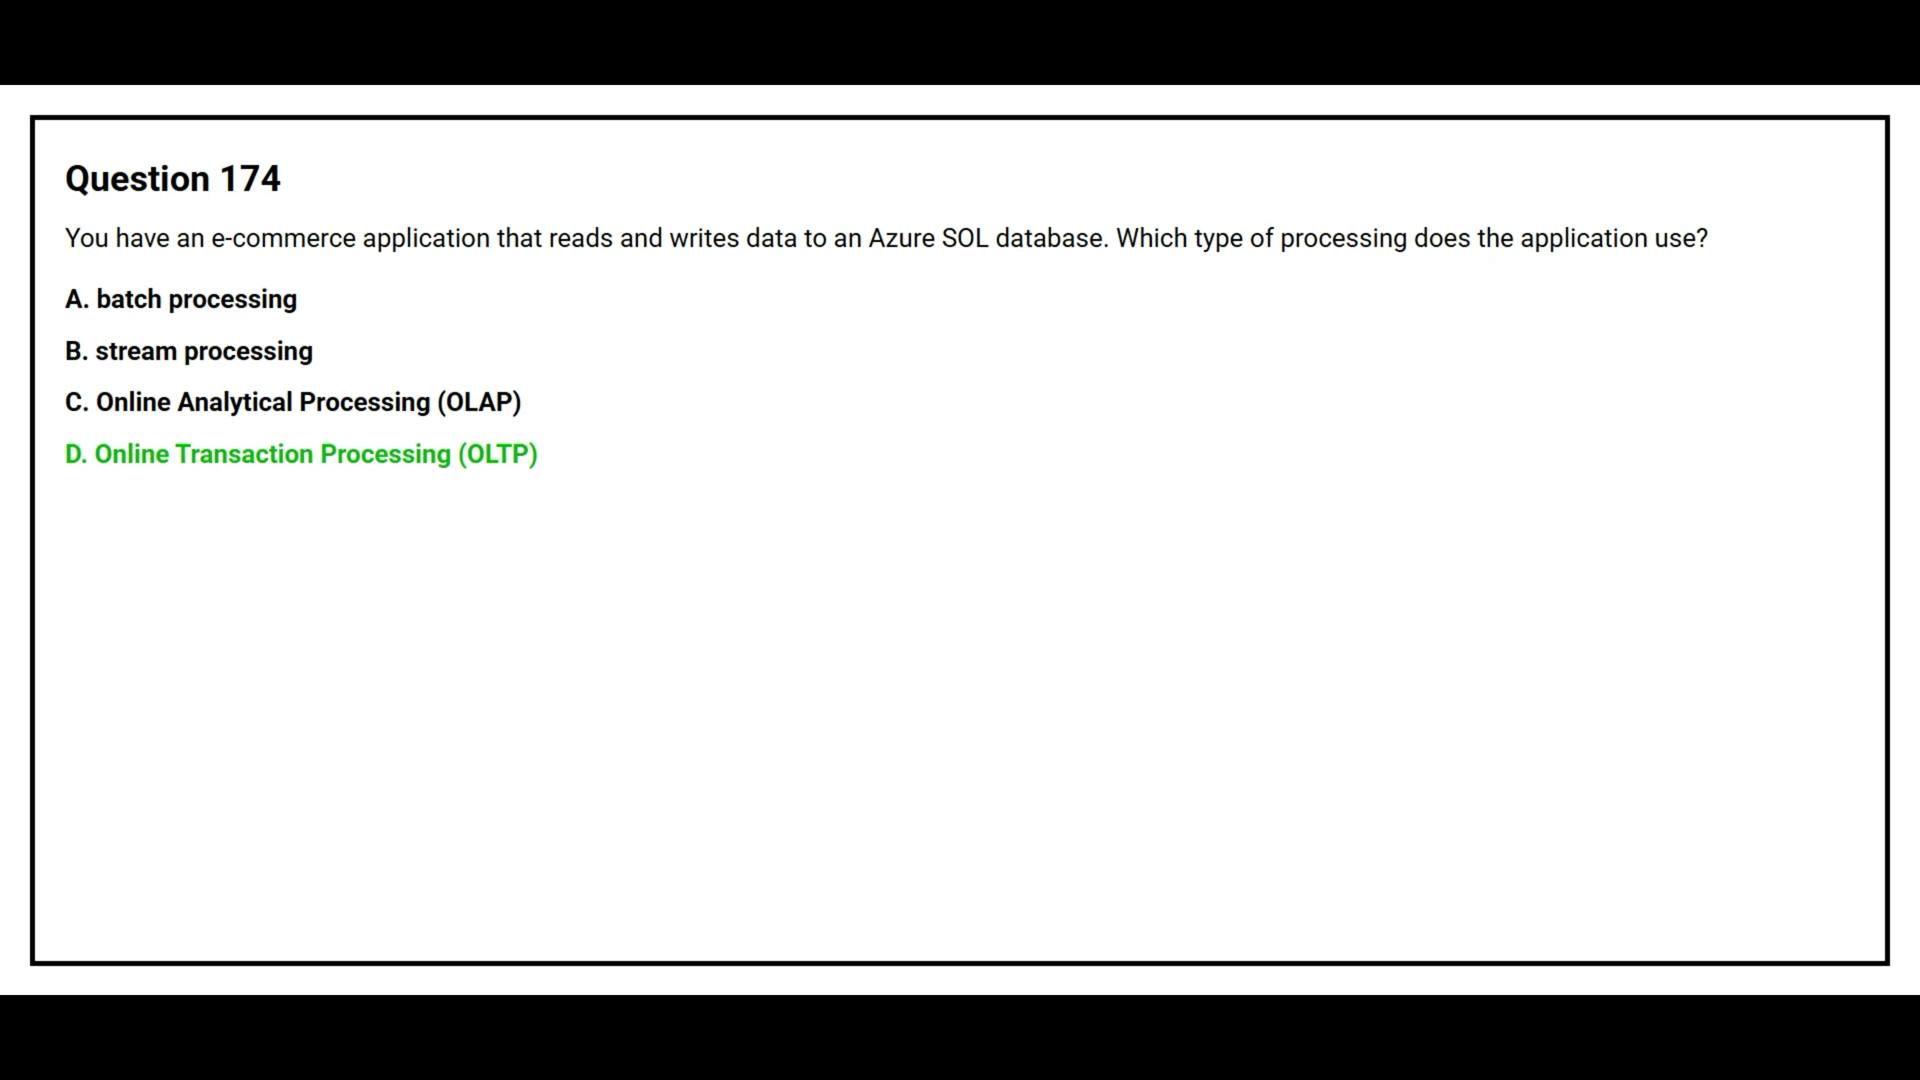 Question 174
You have an e-commerce application that reads and writes data to an Azure SOL database. Which type of processing does the application use?
A. batch processing
B. stream processing
C. Online Analytical Processing (OLAP)
D. Online Transaction Processing (OLTP)